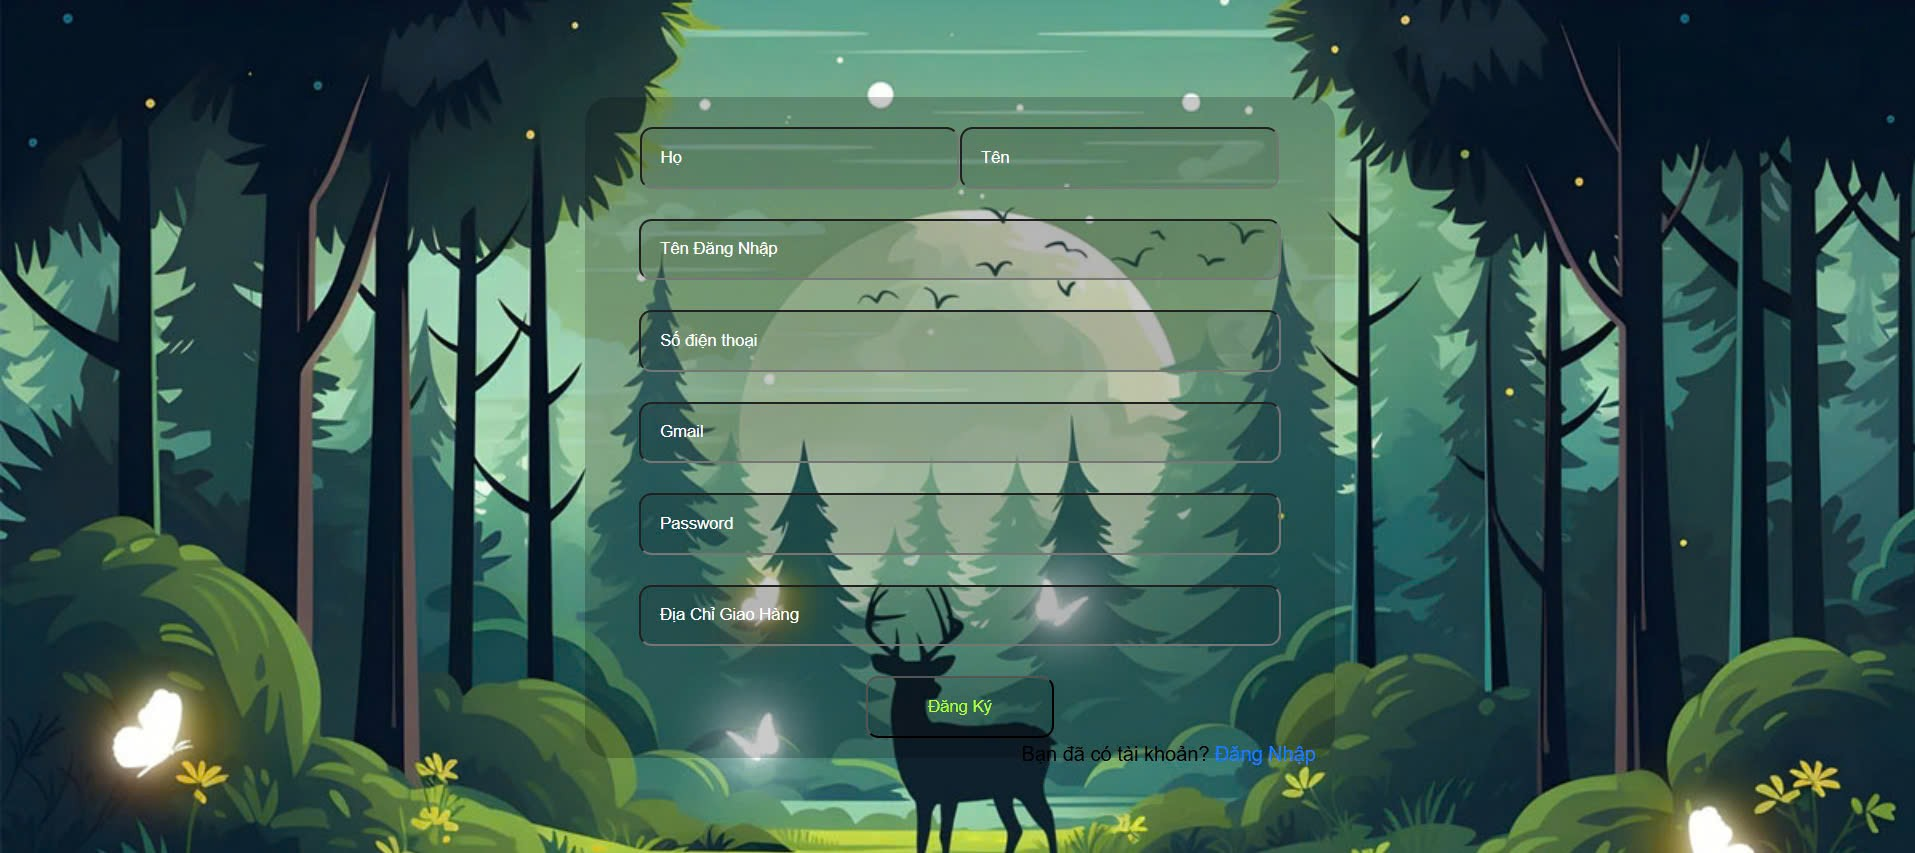 Họ Tên
Tên Đăng Nhập
Số điện thoại
Gmail
Password
Địa Chỉ Giao Hàng
Đăng Ký
Bạn đã có tài khoản? Đăng Nhập